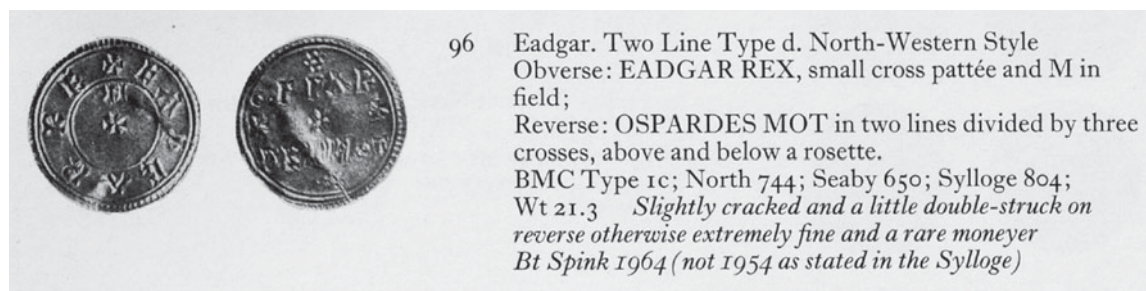 96 Eadgar. Two Line Type d. North-Western Style
Obverse: EADGAR REX, small cross pattée and M in
field;
Reverse: OSPARDES MOT in two lines divided by three
crosses, above and below a rosette.
BMC Type 1c; North 744; Seaby 650; Sylloge 804;
Wt 21.3 Slightly cracked and a little double-struck on
reverse otherwise extremely fine and a rare moneyer
Bt Spink 1964 (not 1954 as stated in the Sylloge)